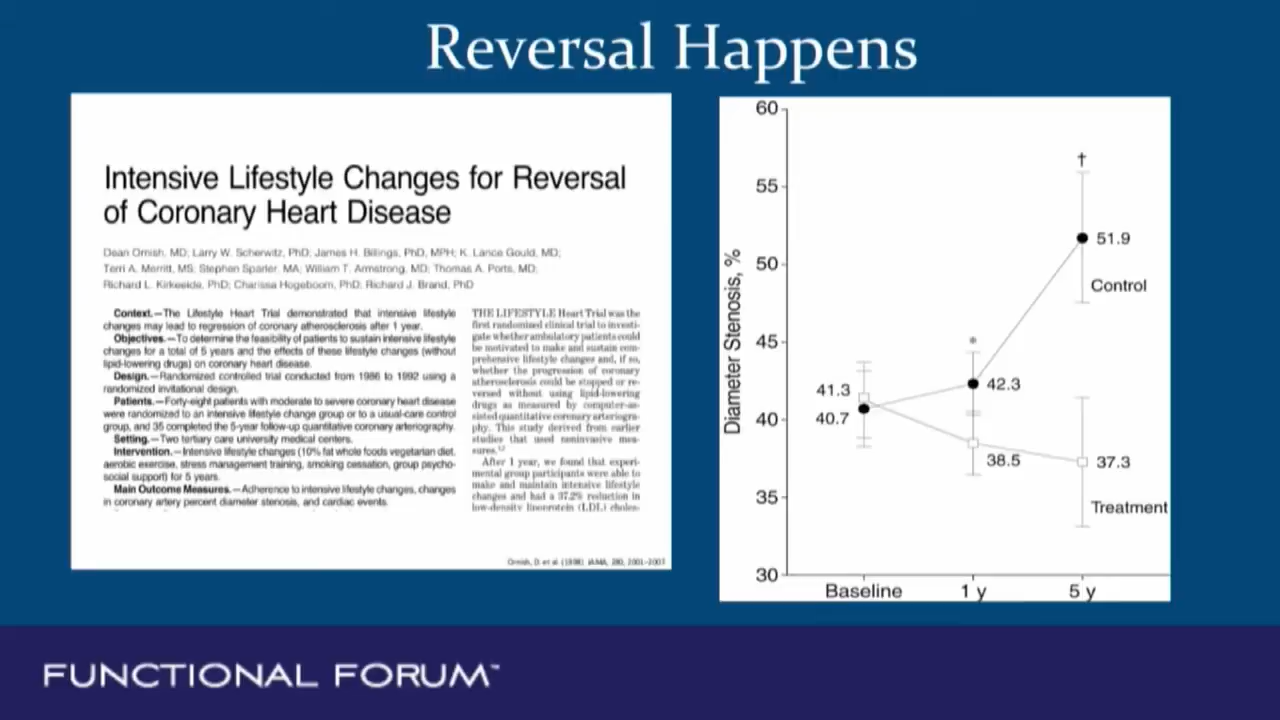 Reversal Happens
Intensive Lifestyle Changes for Reversal
of Coronary Heart Disease
Dean Ornish, MD; Larry W. Scherwitz, PhD; James H. Billings, PhD, MPH; K. Lance Gould, MD;
Terri A. Merritt, MS; Stephen Sparler, MA; William T. Armstrong, MD; Thomas A. Ports, MD;
Richard L. Kirkeeide, PhD; Charissa Hogeboom, PhD; Richard J. Brand, PhD
Context.—The Lifestyle Heart Trial demonstrated that intensive lifestyle
changes may lead to regression of coronary atherosclerosis after 1 year.
Objectives.—To determine the feasibility of patients to sustain intensive lifestyle
changes for a total of 5 years and the effects of these lifestyle changes (without
lipid-lowering drugs) on coronary heart disease.
Design.—Randomized controlled trial conducted from 1986 to 1992 using a
randomized invitational design.
Patients.—Forty-eight patients with moderate to severe coronary heart disease
were randomized to an intensive lifestyle change group or to a usual-care control
group, and 35 completed the 5-year follow-up quantitative coronary arteriography.
Setting.—Two tertiary care university medical centers.
Intervention.—Intensive lifestyle changes (10% fat whole foods vegetarian diet,
aerobic exercise, stress management training, smoking cessation, group psycho-
social support) for 5 years.
Main Outcome Measures.—Adherence to intensive lifestyle changes, changes
in coronary artery percent diameter stenosis, and cardiac events.
THE LIFESTYLE Heart Trial was the
first randomized clinical trial to investi-
gate whether ambulatory patients could
be motivated to make and sustain com-
prehensive lifestyle changes and, if so,
whether the progression of coronary
atherosclerosis could be stopped or re-
versed without using lipid-lowering
drugs as measured by computer-as-
sisted quantitative coronary arteriogra-
phy. This study derived from earlier
studies that used noninvasive mea-
sures.1,2
After 1 year, we found that experi-
mental group participants were able to
make and maintain intensive lifestyle
changes and had a 37.2% reduction in
low-density lipoprotein (LDL) choles-
Ornish, D. et al. (1998). JAMA, 280, 2001-2007
60
55
50
45
40
35
30
Diameter Stenosis, %
†
51.9
Control
*
42.3
41.3
40.7
38.5
37.3
Treatment
Baseline
1 y
5 y
FUNCTIONAL FORUM™